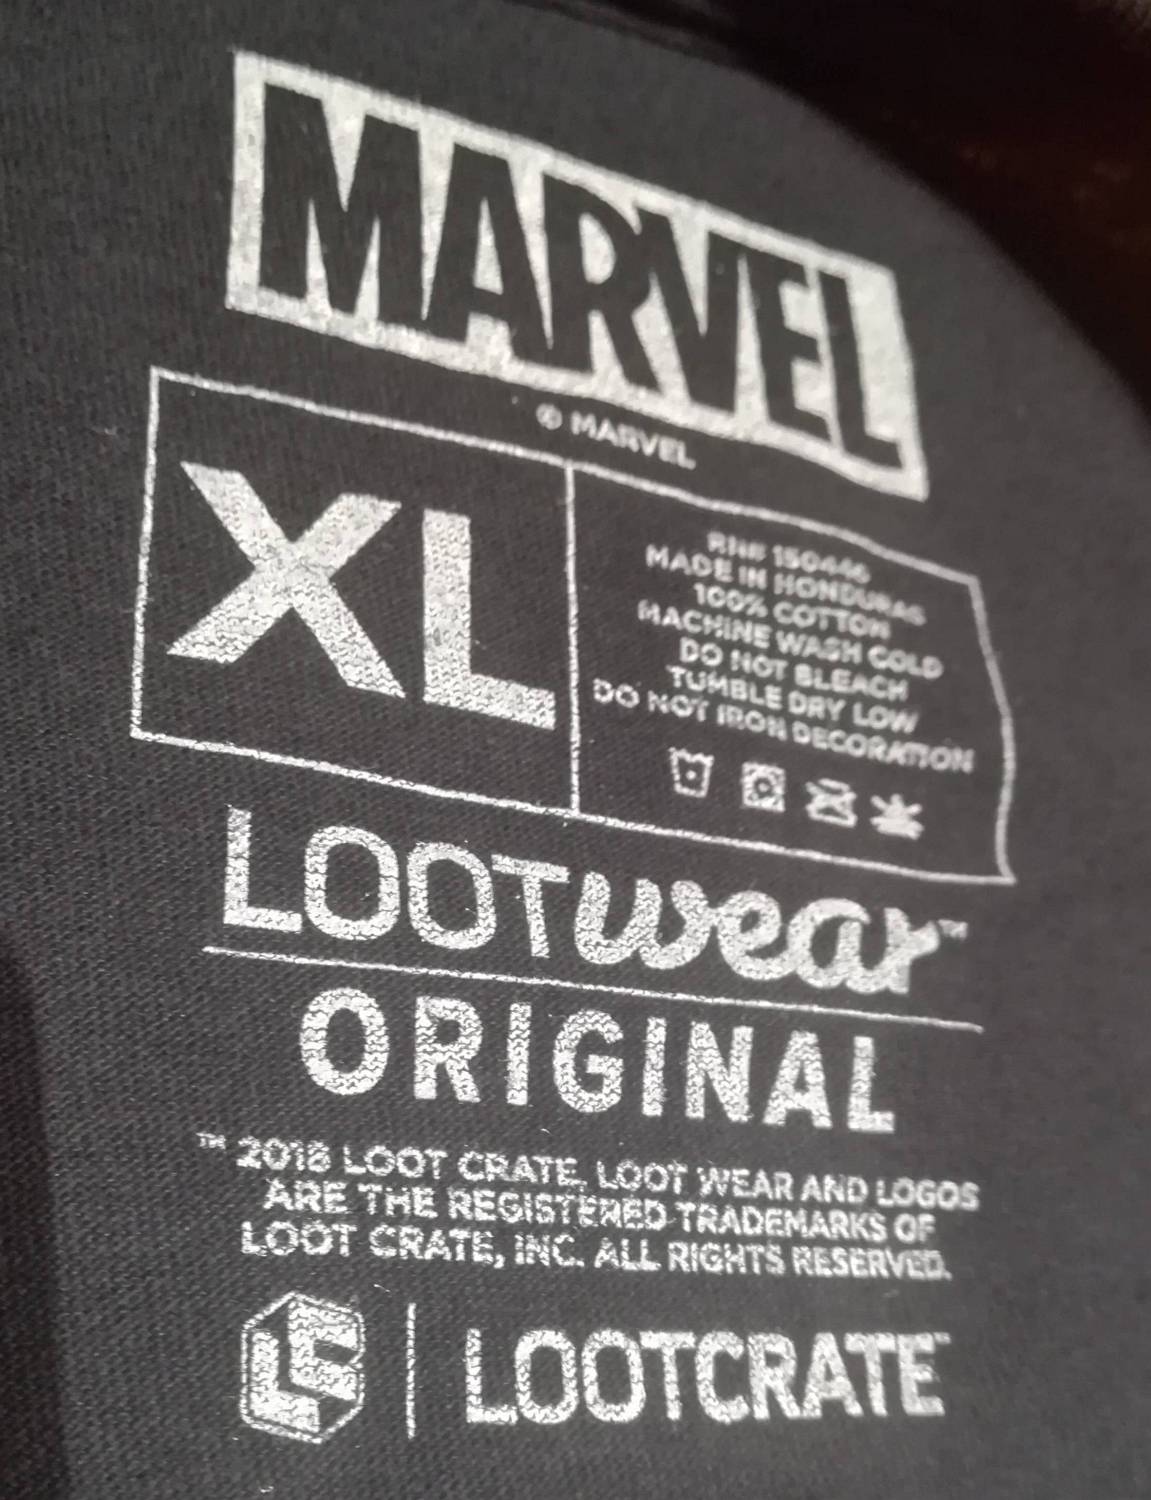 MARVEL
© MARVEL
XL
RN# 150446
MADE IN HONDURAS
100% COTTON
MACHINE WASH COLD
DO NOT BLEACH
TUMBLE DRY LOW
DO NOT IRON DECORATION
LOOTwear™
ORIGINAL
™ 2018 LOOT CRATE, LOOT WEAR AND LOGOS
ARE THE REGISTERED TRADEMARKS OF
LOOT CRATE, INC. ALL RIGHTS RESERVED.
LC | LOOTCRATE™